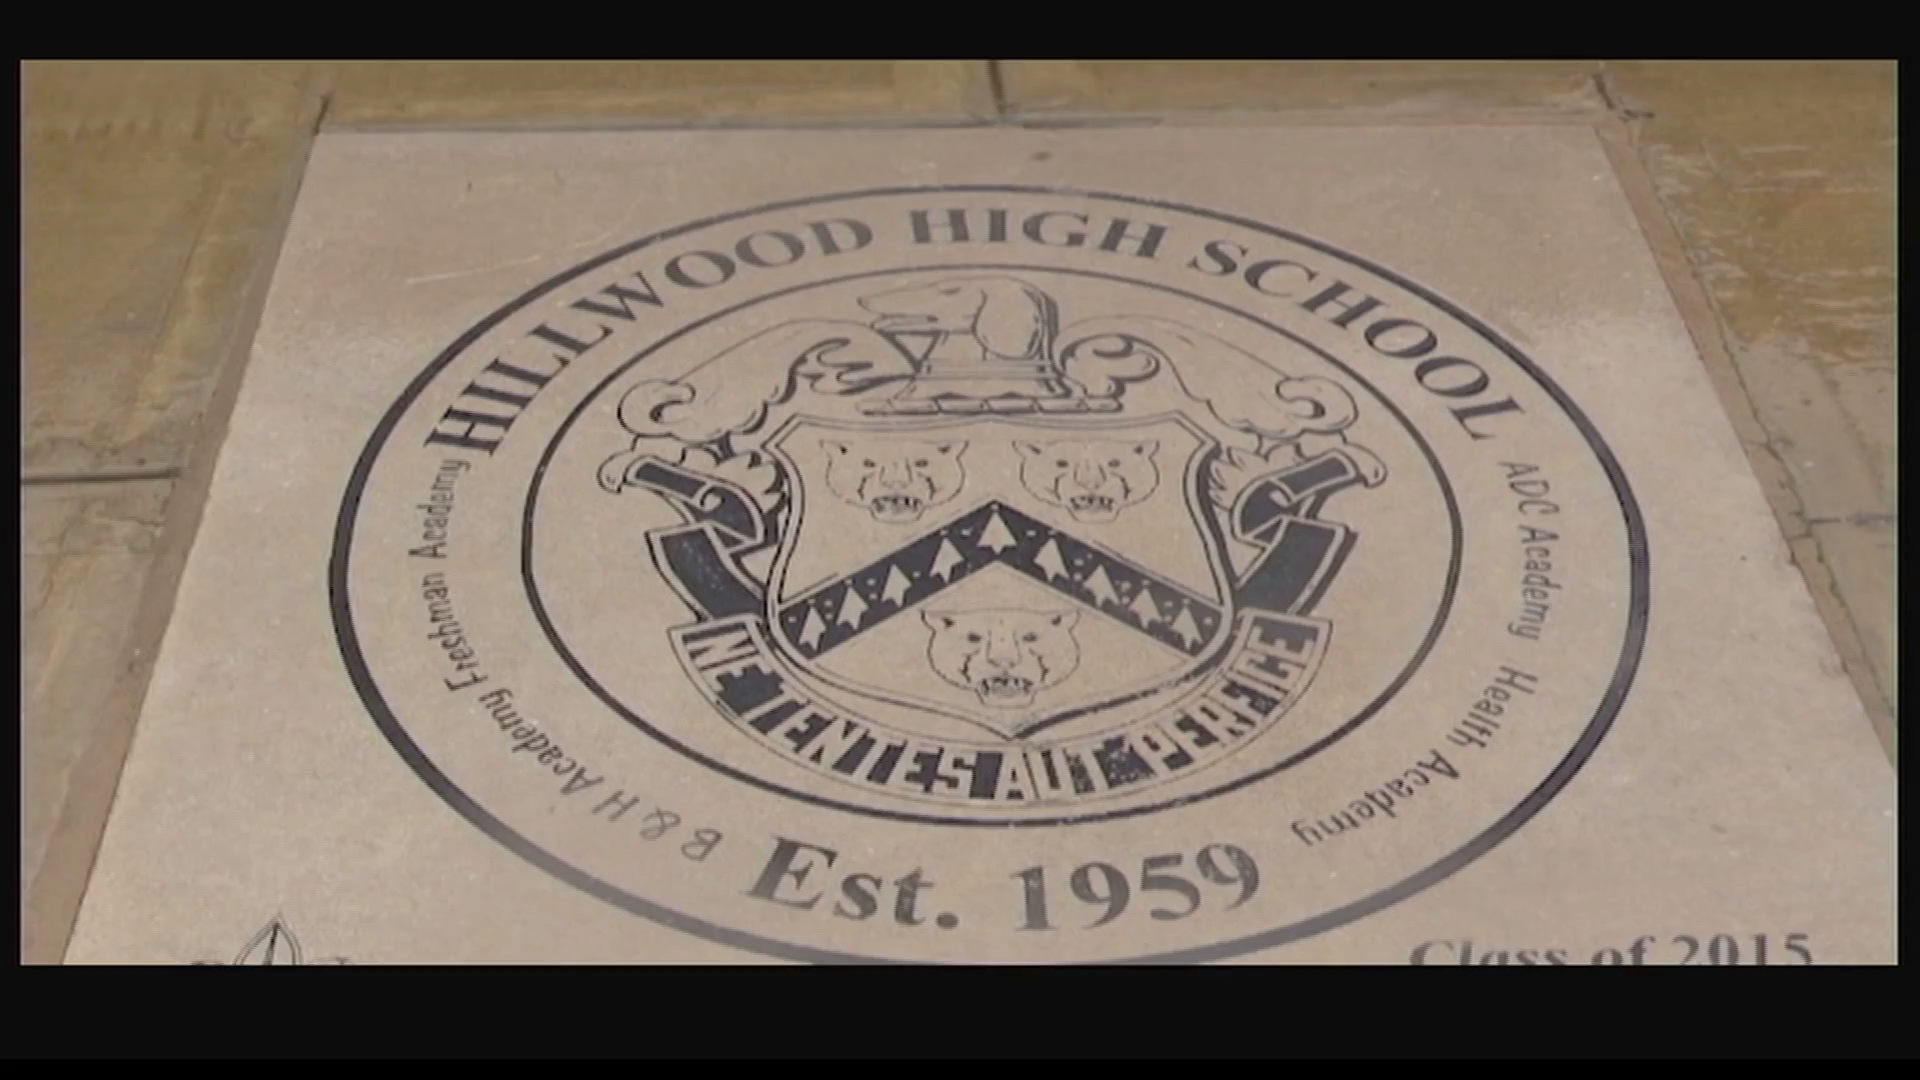 HILLWOOD HIGH SCHOOL
Freshman Academy
B & H Academy
ADC Academy
Health Academy
NE TENTES AUT PERFICE
Est. 1959
Class of 2015